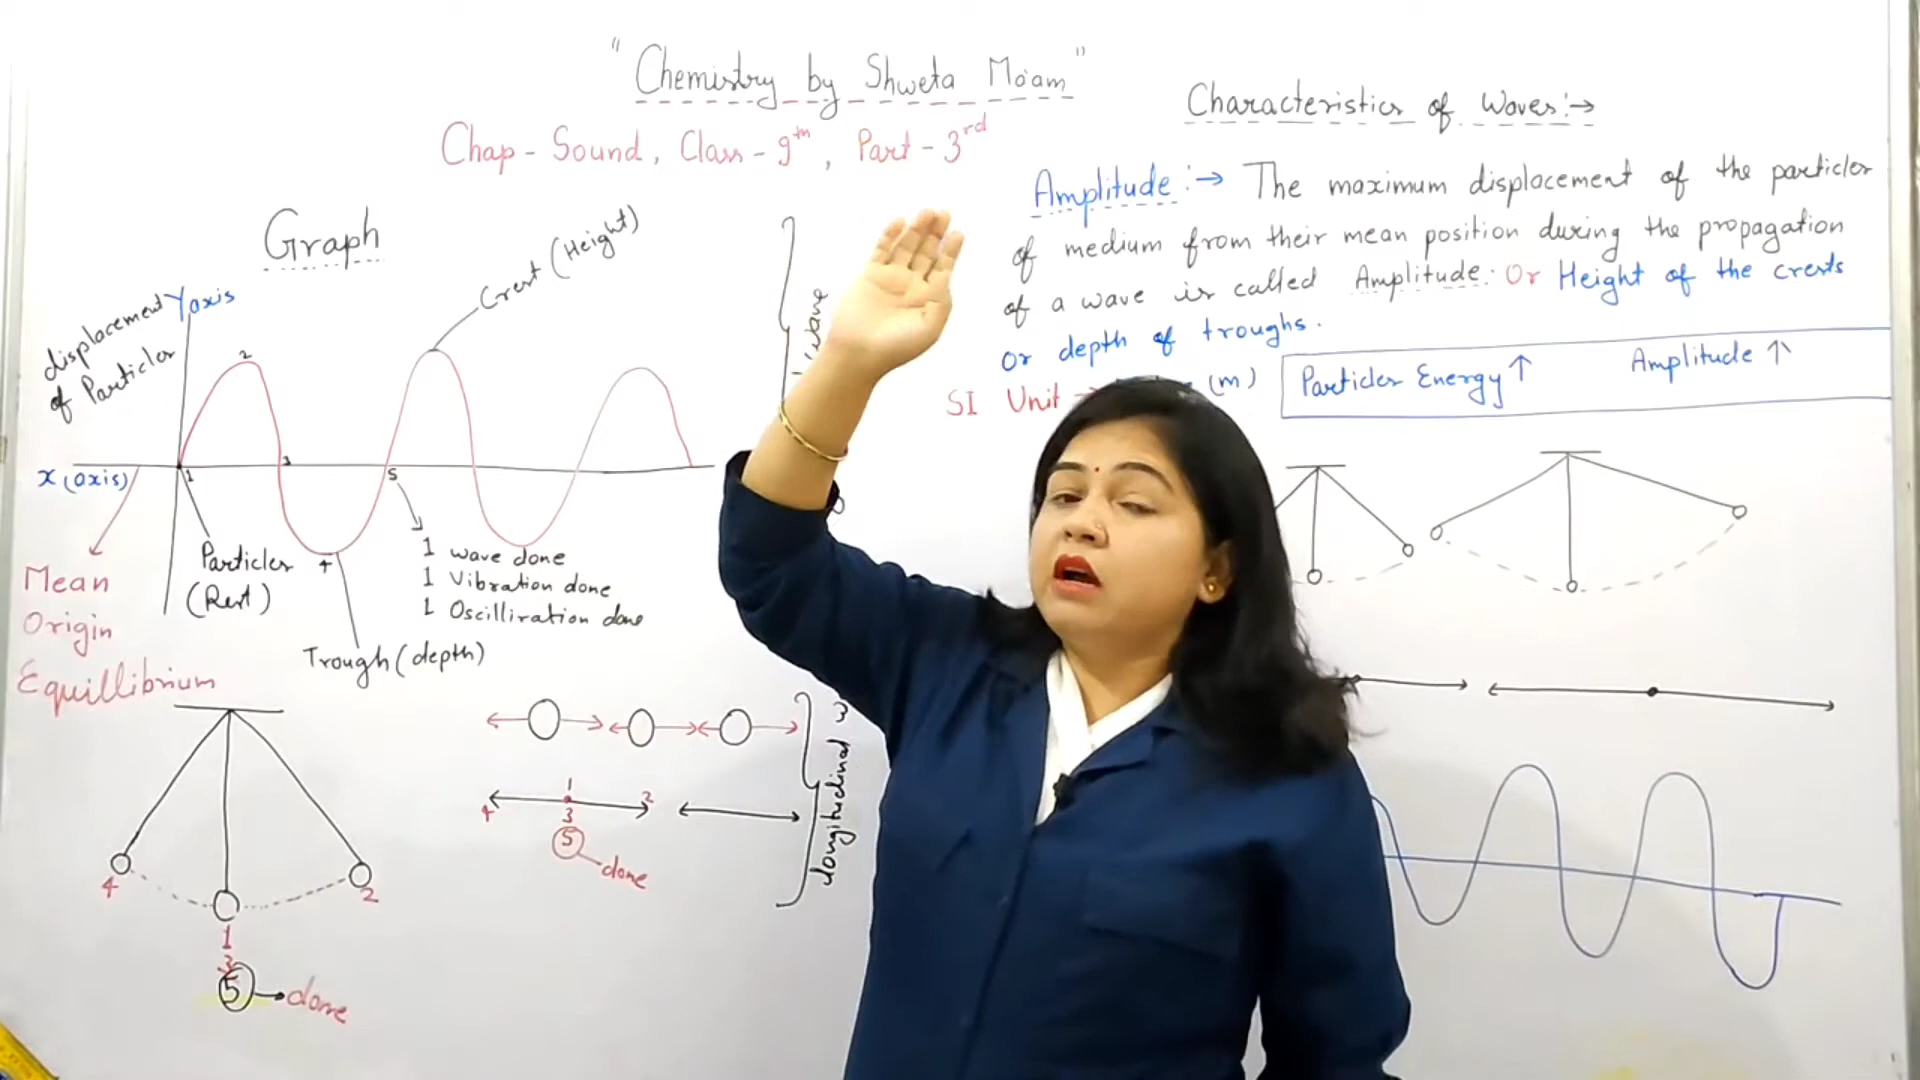 "Chemistry by Shweta Ma'am"
Chap - Sound, Class - 9th, Part - 3rd
Graph
Crest (Height)
displacement
of Particles
Y axis
X (axis)
Mean
Origin
Equillibrium
1
2
3
4
5
Particles
(Rest)
Trough (depth)
1 wave done
1 Vibration done
1 Oscilliration done
wave
4
2
1
3
5 → done
1
4
2
3
5
done
longitudinal w
Characteristics of Waves:→
Amplitude:→ The maximum displacement of the particles
of medium from their mean position during the propagation
of a wave is called Amplitude. Or Height of the crests
Or depth of troughs.
SI Unit → (m)
Particles Energy ↑ Amplitude ↑